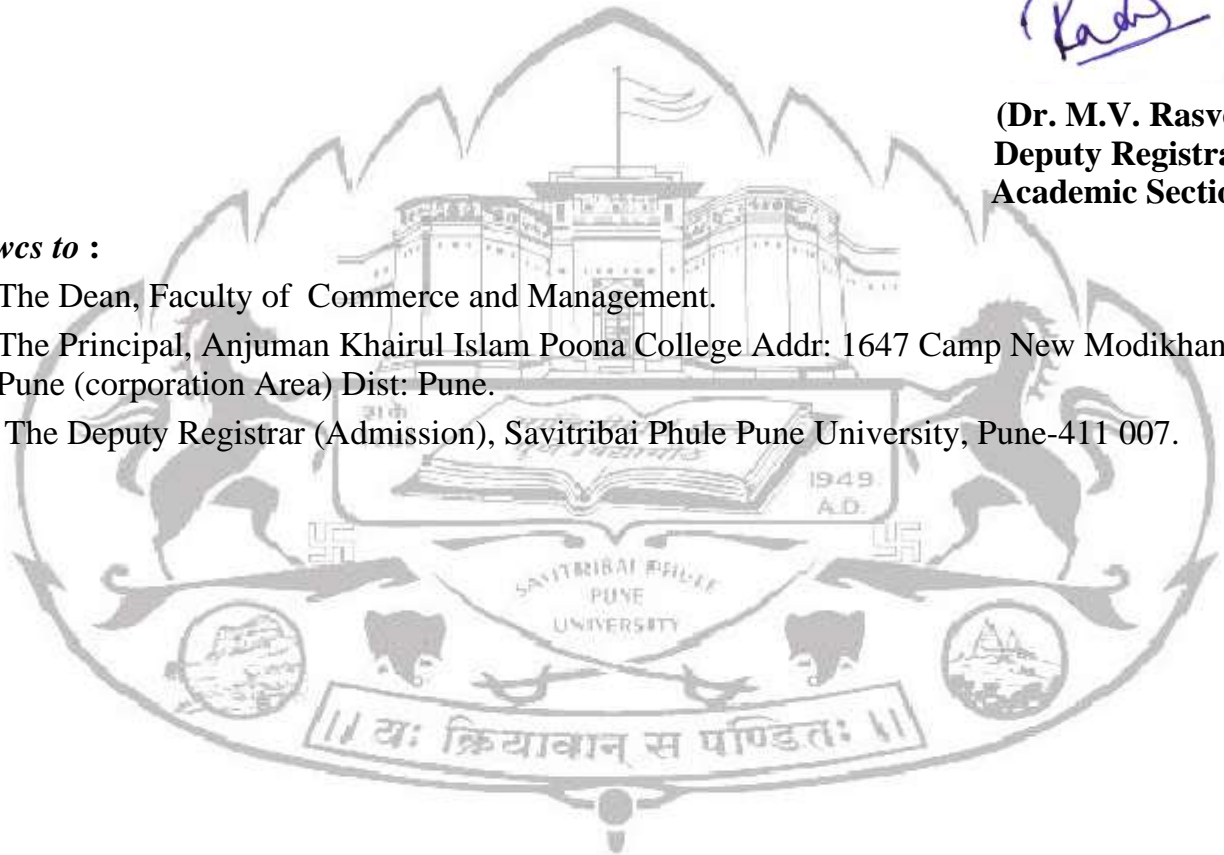 (Dr. M.V. Rasv
Deputy Registra
Academic Sectio
wcs to :
The Dean, Faculty of Commerce and Management.
The Principal, Anjuman Khairul Islam Poona College Addr: 1647 Camp New Modikhan
Pune (corporation Area) Dist: Pune.
The Deputy Registrar (Admission), Savitribai Phule Pune University, Pune-411 007.
1949
A.D.
SAVITRIBAI PHULE
PUNE
UNIVERSITY
।। यः क्रियावान् स पण्डितः ।।